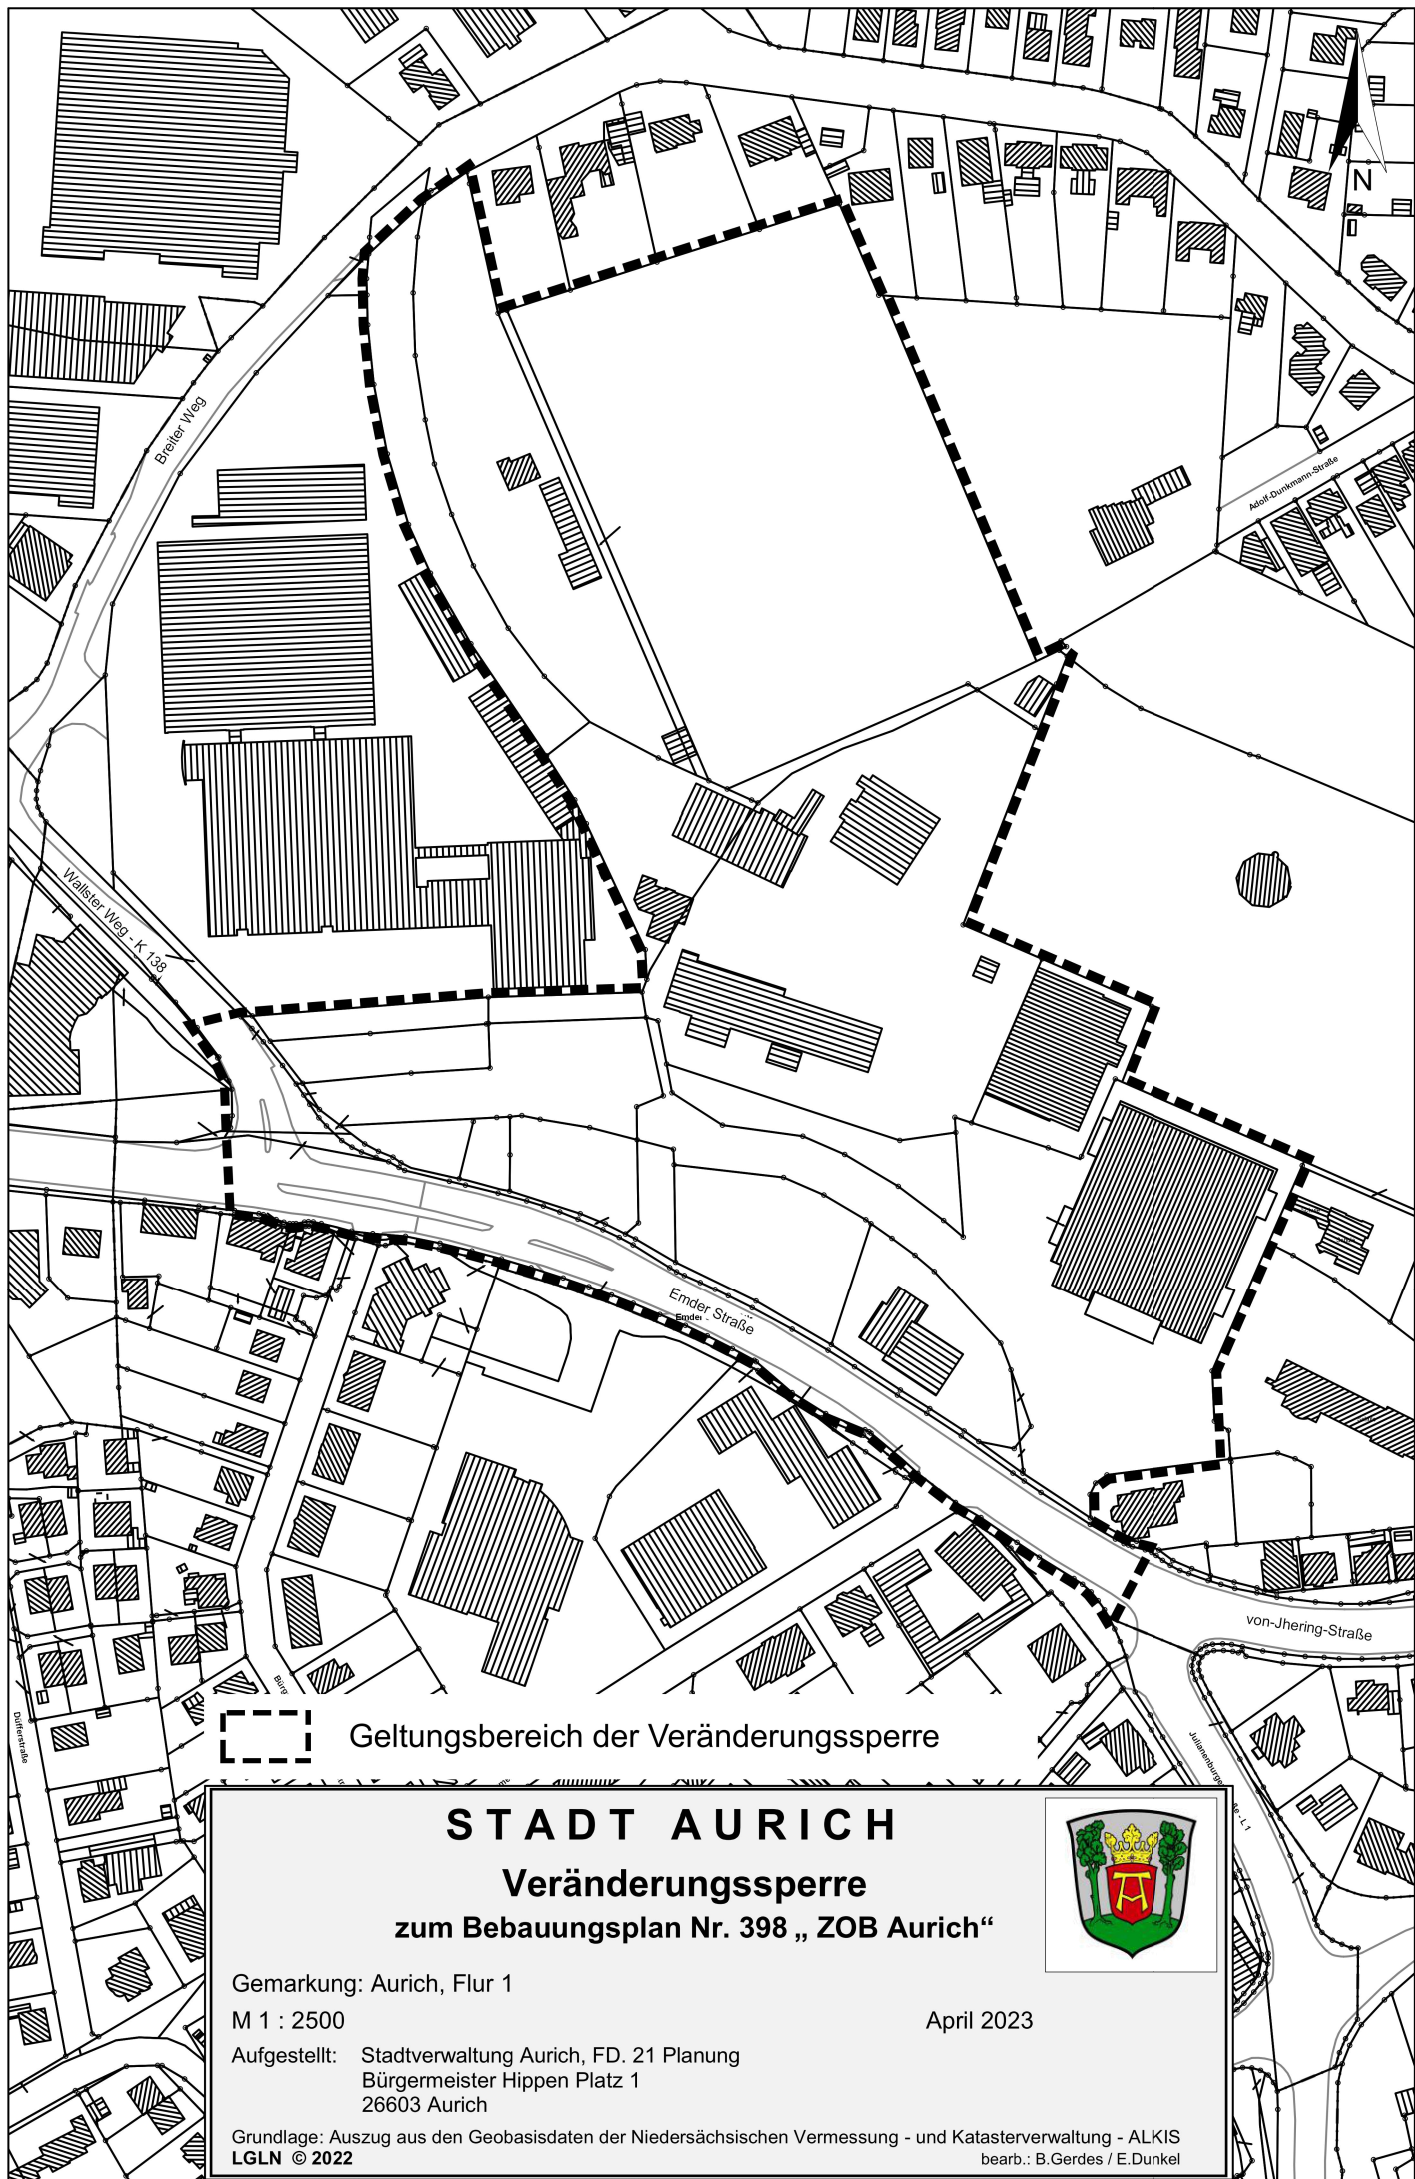 N
Breiter Weg
Adolf-Dunkmann-Straße
Wallster Weg - K 138
Emder Straße
Emder
von-Jhering-Straße
Bürg
Düfferstraße
Geltungsbereich der Veränderungssperre
STADT AURICH
Veränderungssperre
zum Bebauungsplan Nr. 398 „ ZOB Aurich“
Gemarkung: Aurich, Flur 1
M 1 : 2500
April 2023
Aufgestellt: Stadtverwaltung Aurich, FD. 21 Planung
Bürgermeister Hippen Platz 1
26603 Aurich
Grundlage: Auszug aus den Geobasisdaten der Niedersächsischen Vermessung - und Katasterverwaltung - ALKIS
LGLN © 2022
bearb.: B.Gerdes / E.Dunkel